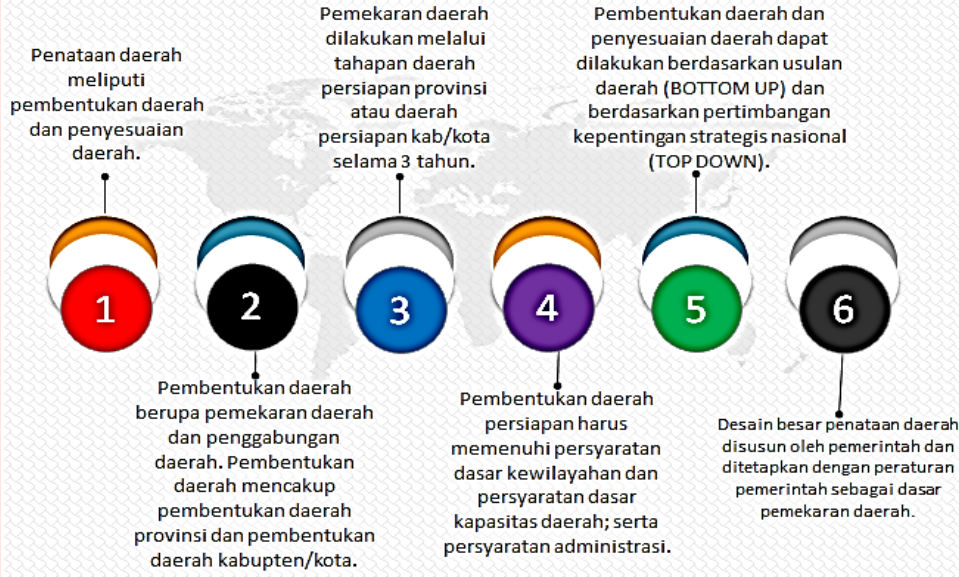 Penataan daerah
meliputi
pembentukan daerah
dan penyesuaian
daerah.
1
Pembentukan daerah
berupa pemekaran daerah
dan penggabungan
daerah. Pembentukan
daerah mencakup
pembentukan daerah
provinsi dan pembentukan
daerah kabupten/kota.
2
Pemekaran daerah
dilakukan melalui
tahapan daerah
persiapan provinsi
atau daerah
persiapan kab/kota
selama 3 tahun.
3
Pembentukan daerah
persiapan harus
memenuhi persyaratan
dasar kewilayahan dan
persyaratan dasar
kapasitas daerah; serta
persyaratan administrasi.
4
Pembentukan daerah dan
penyesuaian daerah dapat
dilakukan berdasarkan usulan
daerah (BOTTOM UP) dan
berdasarkan pertimbangan
kepentingan strategis nasional
(TOP DOWN).
5
Desain besar penataan daerah
disusun oleh pemerintah dan
ditetapkan dengan peraturan
pemerintah sebagai dasar
pemekaran daerah.
6